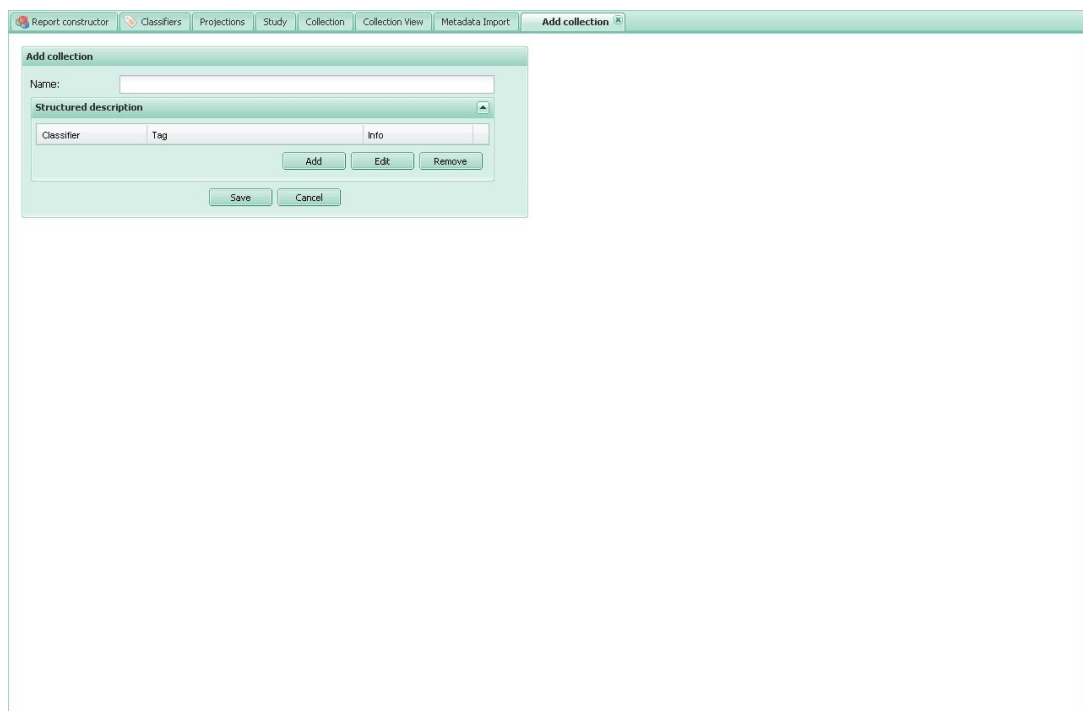 Report constructor Classifiers Projections Study Collection Collection View Metadata Import Add collection
Add collection
Name:
Structured description
Classifier Tag Info
Add Edit Remove
Save Cancel